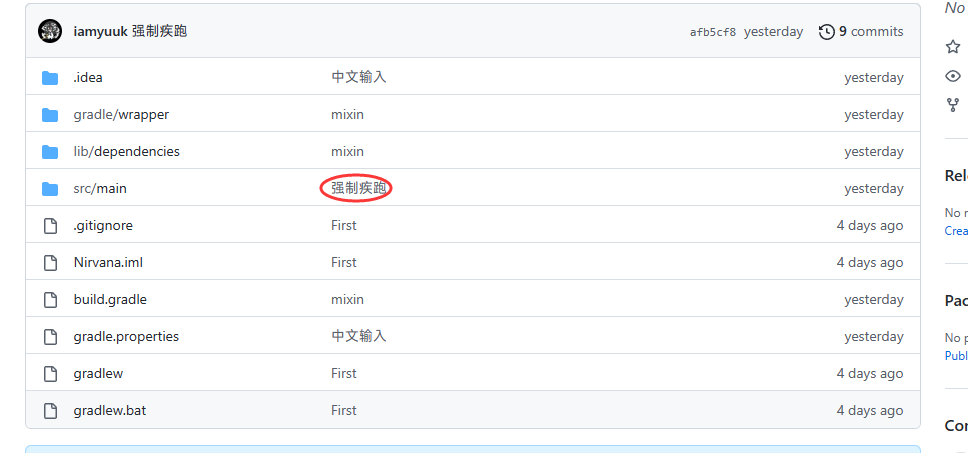 No
iamyuuk 强制疾跑 afb5cf8 yesterday 9 commits
.idea 中文输入 yesterday
gradle/wrapper mixin yesterday
lib/dependencies mixin yesterday
src/main 强制疾跑 yesterday
.gitignore First 4 days ago
Nirvana.iml First 4 days ago
build.gradle mixin yesterday
gradle.properties 中文输入 yesterday
gradlew First 4 days ago
gradlew.bat First 4 days ago
Rel
No r
Crea
Pac
No p
Publ
Con